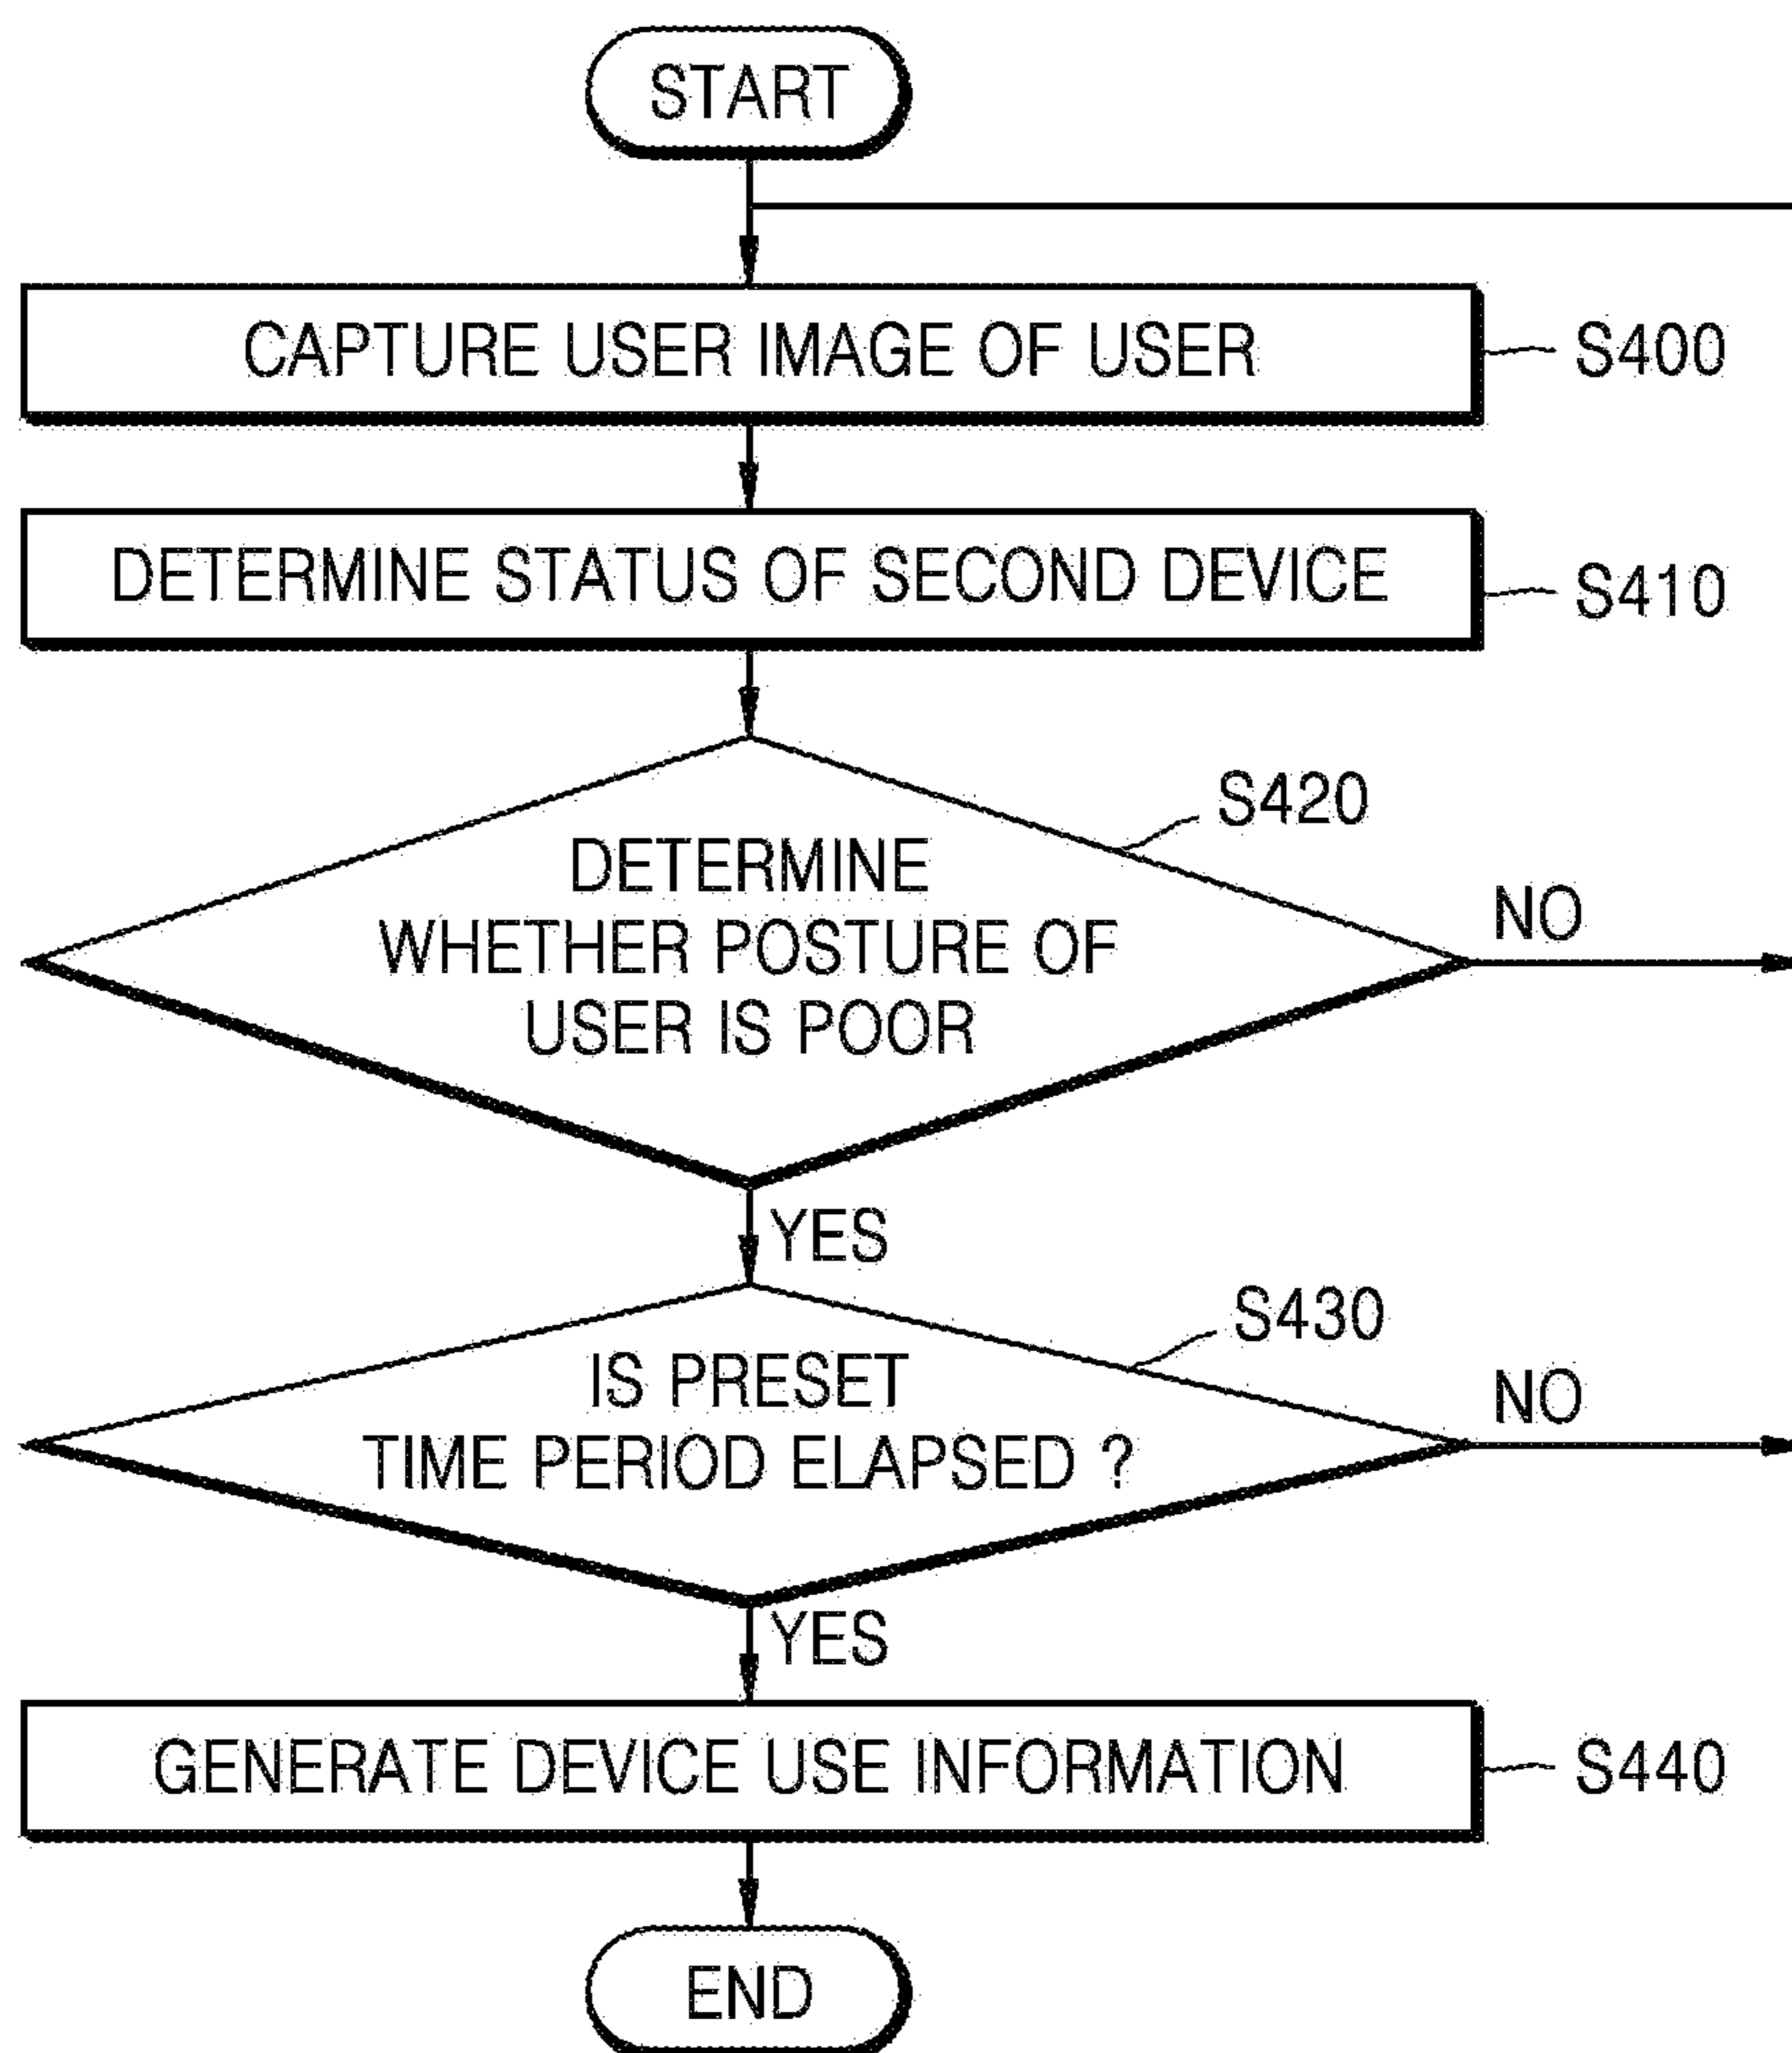 START
CAPTURE USER IMAGE OF USER
S400
DETERMINE STATUS OF SECOND DEVICE
S410
S420
DETERMINE
WHETHER POSTURE OF
USER IS POOR
NO
YES
S430
IS PRESET
TIME PERIOD ELAPSED ?
NO
YES
GENERATE DEVICE USE INFORMATION
S440
END